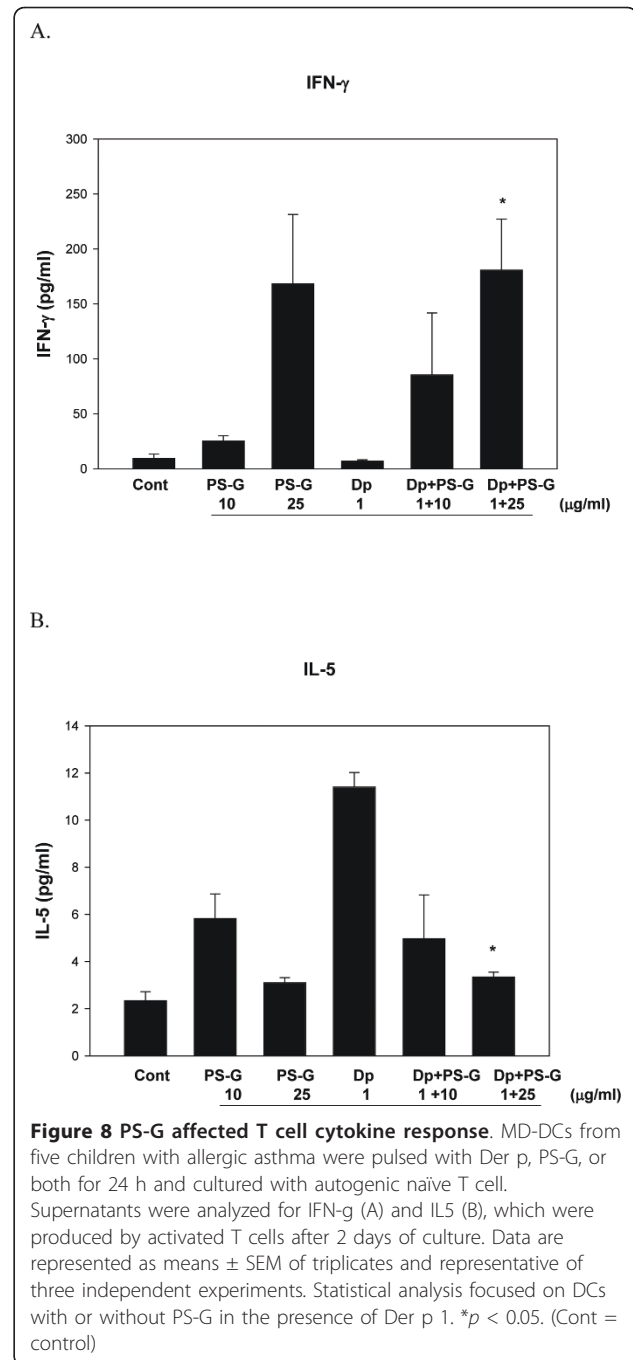 A.
IFN-γ
300
250
200
150
100
50
0
IFN-γ (pg/ml)
*
Cont PS-G PS-G Dp Dp+PS-G Dp+PS-G
10 25 1 1+10 1+25 (μg/ml)
B.
IL-5
14
12
10
8
6
4
2
0
IL-5 (pg/ml)
*
Cont PS-G PS-G Dp Dp+PS-G Dp+PS-G
10 25 1 1 +10 1+25 (μg/ml)
Figure 8 PS-G affected T cell cytokine response. MD-DCs from
five children with allergic asthma were pulsed with Der p, PS-G, or
both for 24 h and cultured with autogenic naïve T cell.
Supernatants were analyzed for IFN-g (A) and IL5 (B), which were
produced by activated T cells after 2 days of culture. Data are
represented as means ± SEM of triplicates and representative of
three independent experiments. Statistical analysis focused on DCs
with or without PS-G in the presence of Der p 1. *p < 0.05. (Cont =
control)